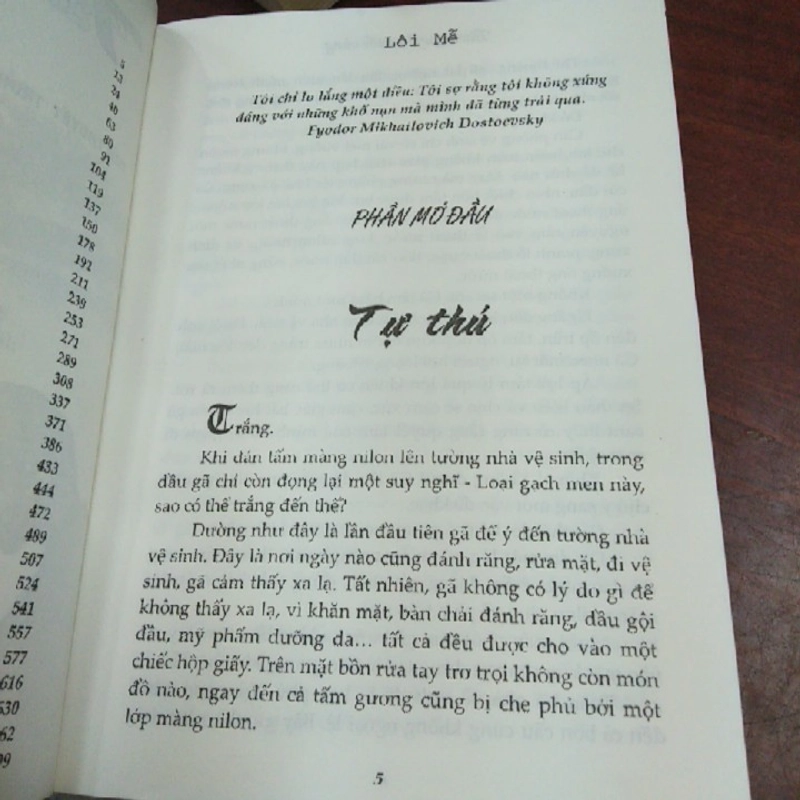 5
13
24
46
63
80
91
104
119
137
150
178
192
211
239
253
271
289
308
337
371
386
433
444
472
489
507
524
541
557
577
616
630
62
99
Lôi Mễ
Tôi chỉ lo lắng một điều: Tôi sợ rằng tôi không xứng
đáng với những khổ nạn mà mình đã từng trải qua.
Fyodor Mikhailovich Dostoevsky
PHẦN MỞ ĐẦU
Tự thú
Trắng.
Khi dán tấm màng nilon lên tường nhà vệ sinh, trong
đầu gã chỉ còn đọng lại một suy nghĩ - Loại gạch men này,
sao có thể trắng đến thế?
Dường như đây là lần đầu tiên gã để ý đến tường nhà
vệ sinh. Đây là nơi ngày nào cũng đánh răng, rửa mặt, đi vệ
sinh, gã cảm thấy xa lạ. Tất nhiên, gã không có lý do gì để
không thấy xa lạ, vì khăn mặt, bàn chải đánh răng, dầu gội
đầu, mỹ phẩm dưỡng da... tất cả đều được cho vào một
chiếc hộp giấy. Trên mặt bồn rửa tay trơ trọi không còn món
đồ nào, ngay đến cả tấm gương cũng bị che phủ bởi một
lớp màng nilon.
5